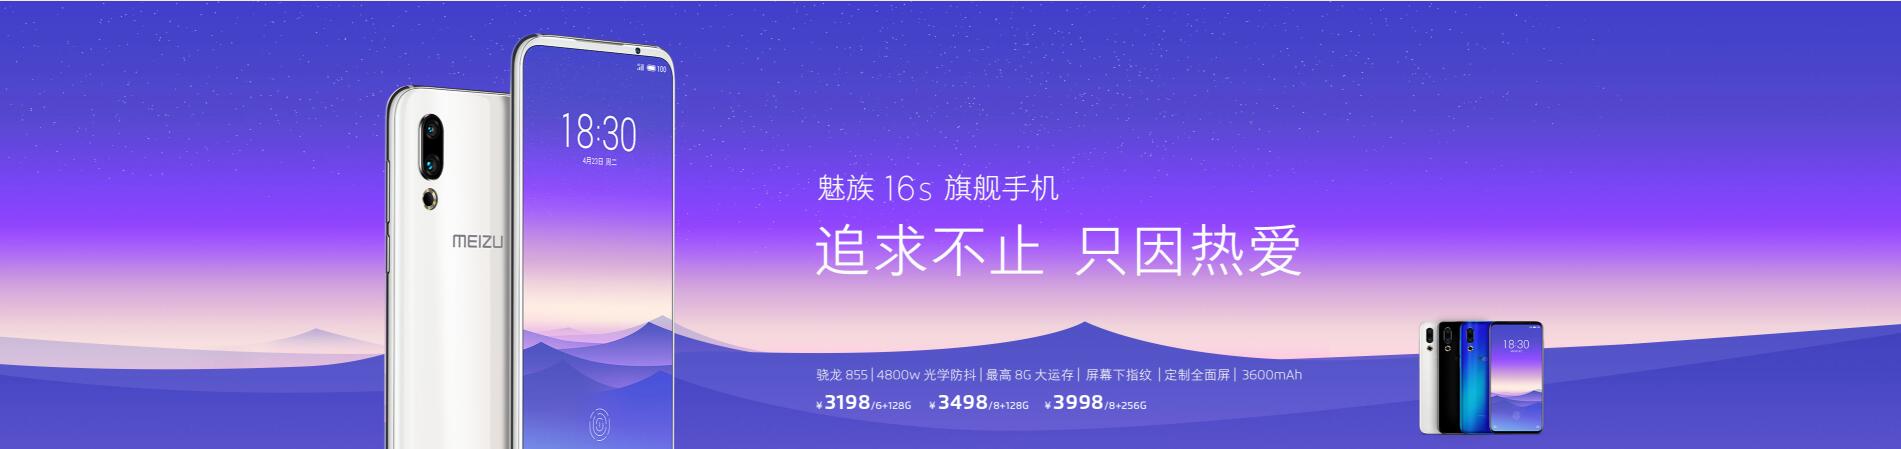 100
18:30
4月23日 周二
MEIZU
魅族 16s 旗舰手机
追求不止 只因热爱
骁龙 855 | 4800w 光学防抖 | 最高 8G 大运存 | 屏幕下指纹 | 定制全面屏 | 3600mAh
¥3198/6+128G ¥3498/8+128G ¥3998/8+256G
18:30